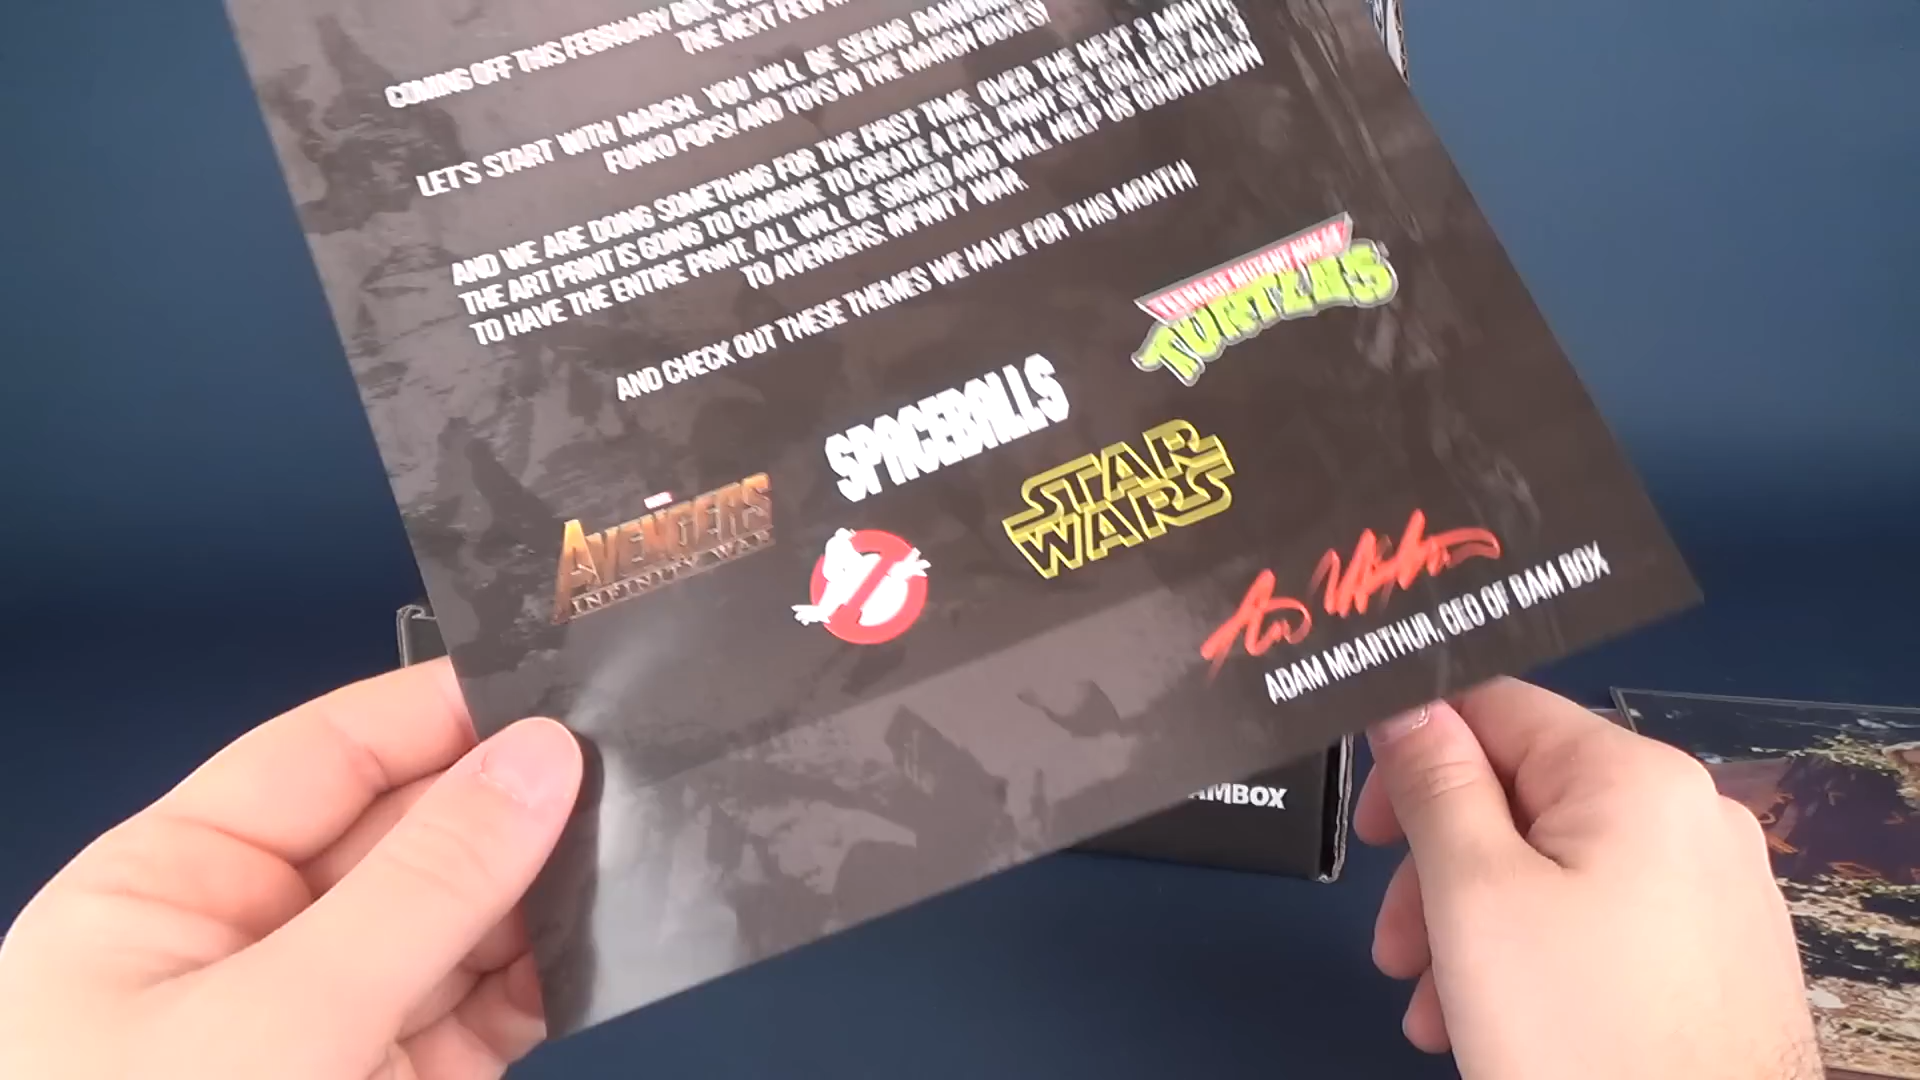 COMING OFF THIS FEBRUARY BOX,
THE NEXT FEW
LET'S START WITH MARCH. YOU WILL BE SEEING RANDOM
FUNKO POPS! AND TOYS IN THE MARCH BOXES!
AND WE ARE DOING SOMETHING FOR THE FIRST TIME. OVER THE NEXT 3 MONTHS
THE ART PRINT IS GOING TO COMBINE TO CREATE A FULL PRINT SET. COLLECT ALL 3
TO HAVE THE ENTIRE PRINT. ALL WILL BE SIGNED AND WILL HELP US COUNTDOWN
TO AVENGERS: INFINITY WAR.
AND CHECK OUT THESE THEMES WE HAVE FOR THIS MONTH!
TEENAGE MUTANT NINJA
TURTLES
SPACEBALLS
STAR
WARS
MARVEL
AVENGERS
INFINITY WAR
ADAM MCARTHUR, CEO OF BAM BOX
AMBOX